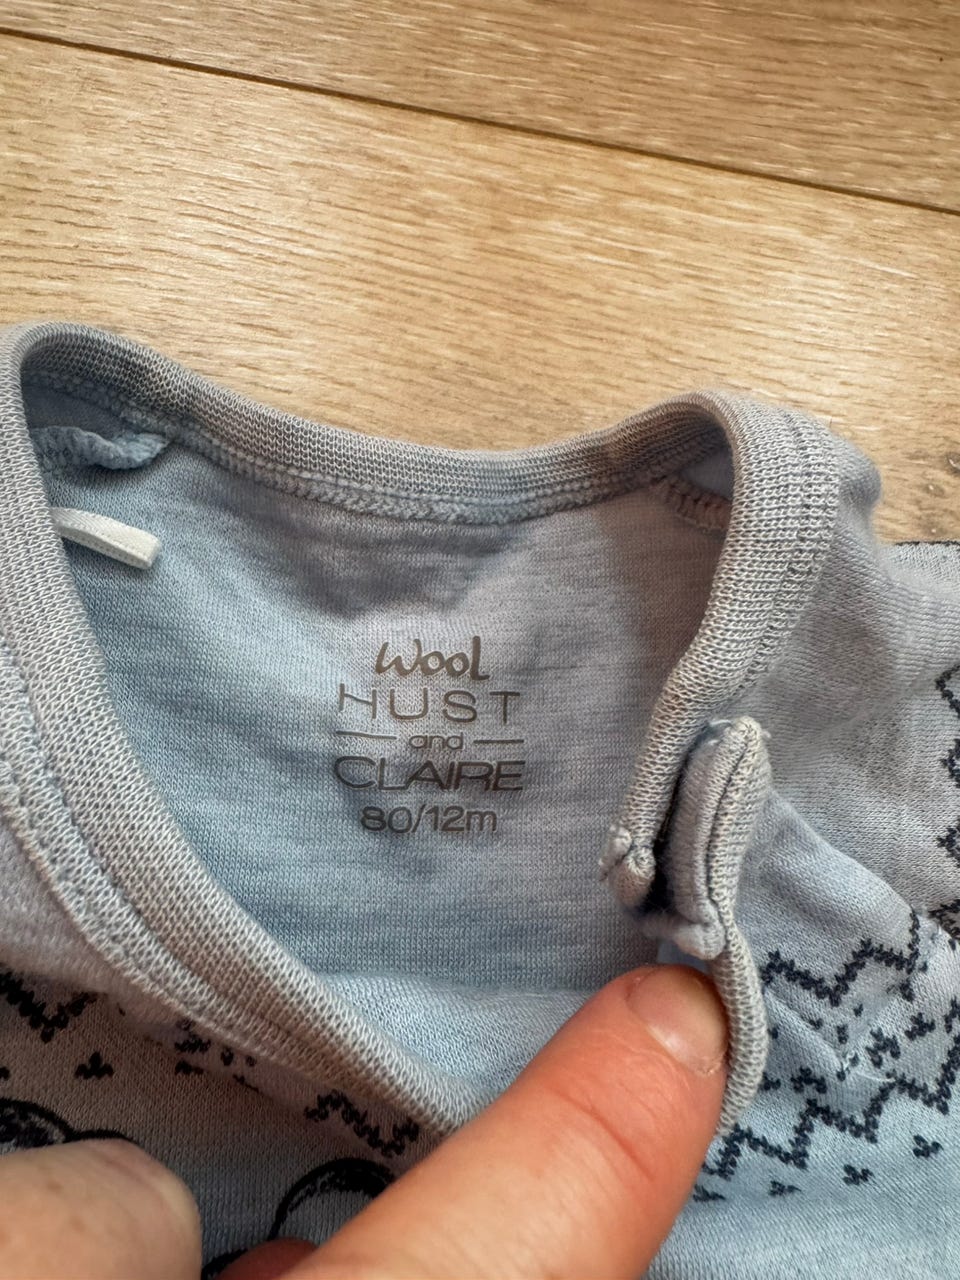 Wool
HUST
and
CLAIRE
80/12m